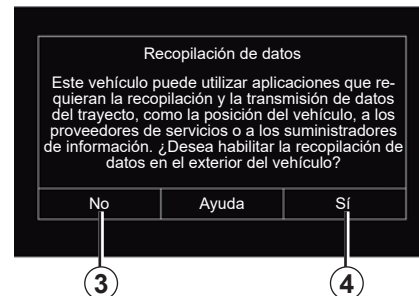 Recopilación de datos
Este vehículo puede utilizar aplicaciones que re-
quieran la recopilación y la transmisión de datos
del trayecto, como la posición del vehículo, a los
proveedores de servicios o a los suministradores
de información. ¿Desea habilitar la recopilación de
datos en el exterior del vehículo?
No Ayuda Sí
3 4